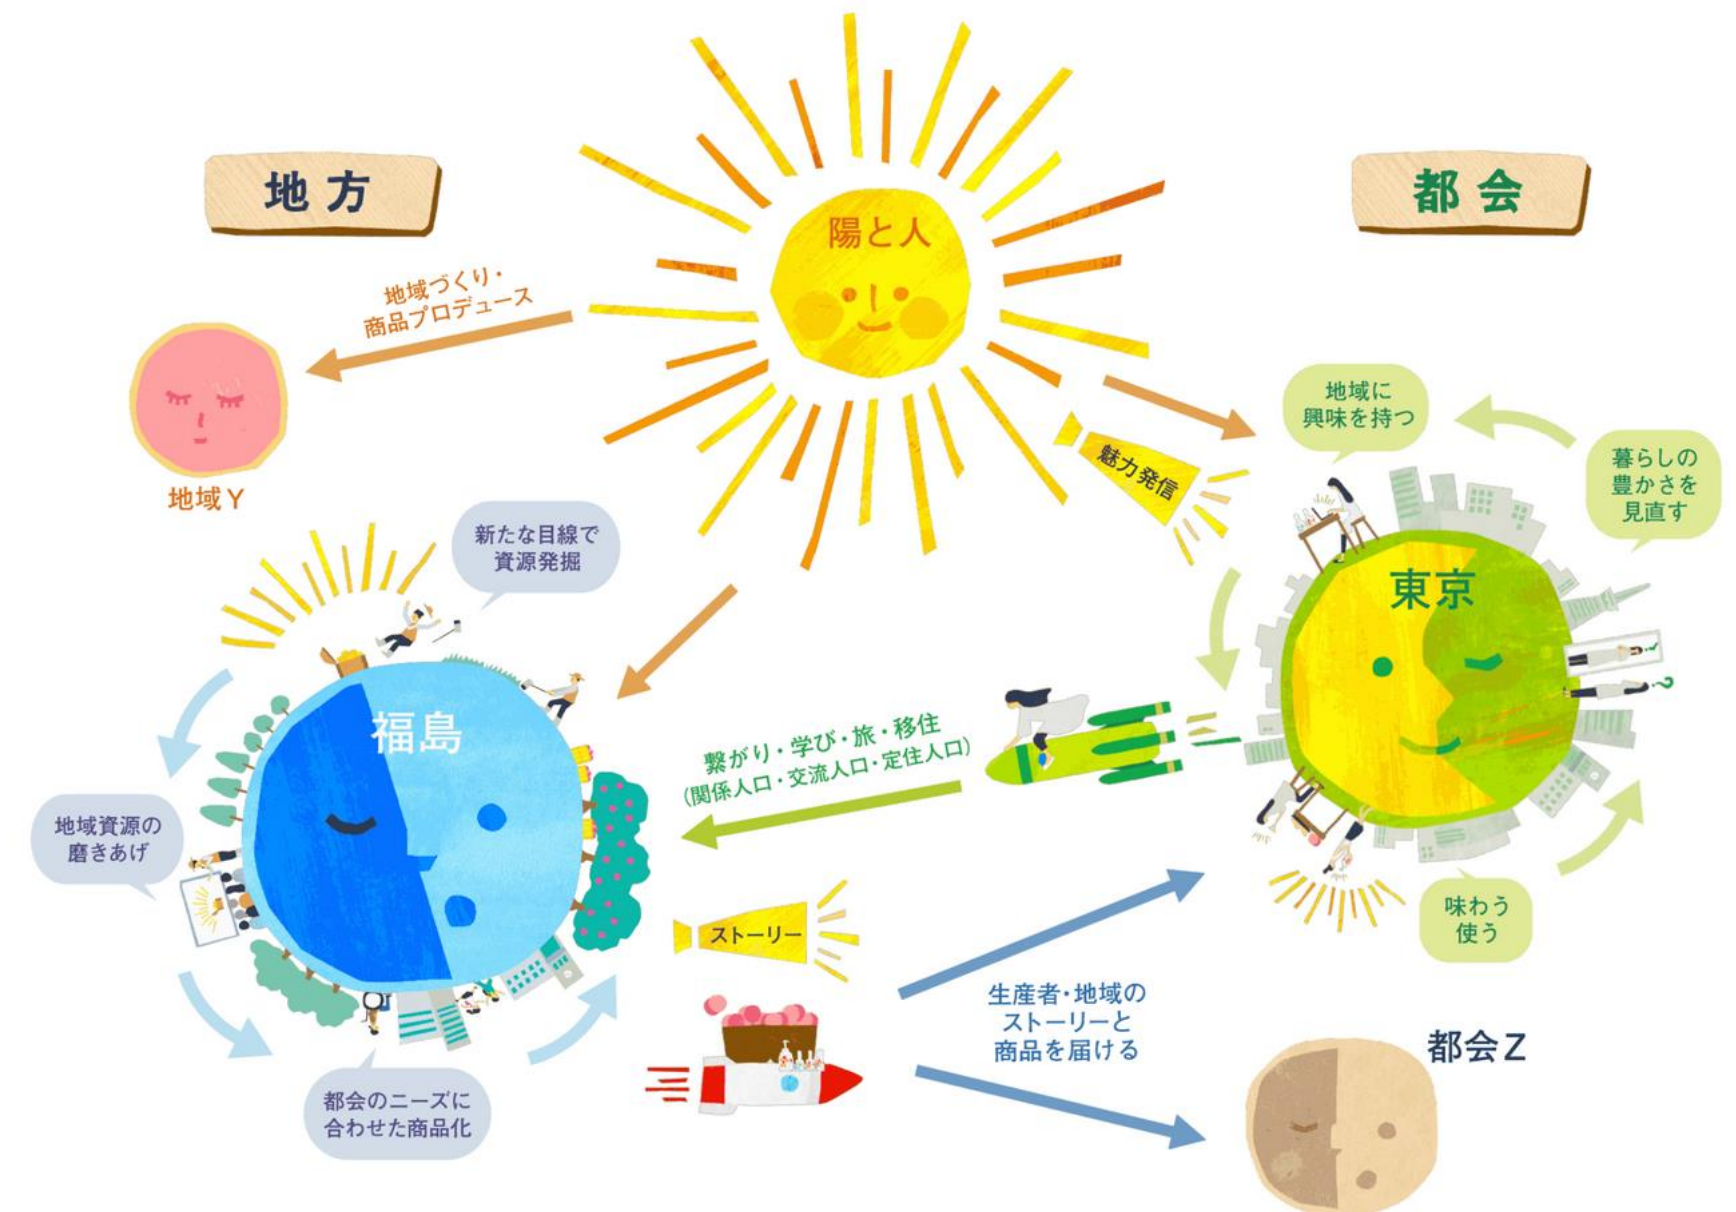 陽と人
地方
都会
地域づくり・
商品プロデュース
地域Y
魅力発信
地域に
興味を持つ
暮らしの
豊かさを
見直す
東京
新たな目線で
資源発掘
福島
繋がり・学び・旅・移住
(関係人口・交流人口・定住人口)
地域資源の
磨きあげ
味わう
使う
ストーリー
生産者・地域の
ストーリーと
商品を届ける
都会Z
都会のニーズに
合わせた商品化